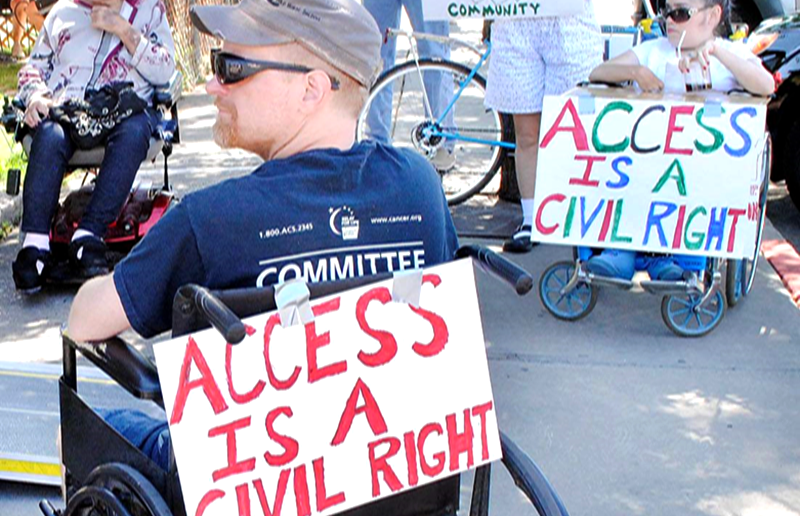 COMMUNITY
ACCESS
IS A
CIVIL RIGHT
1.800.ACS.2345
www.cancer.org
COMMITTEE
ACCESS
IS A
CIVIL RIGHT